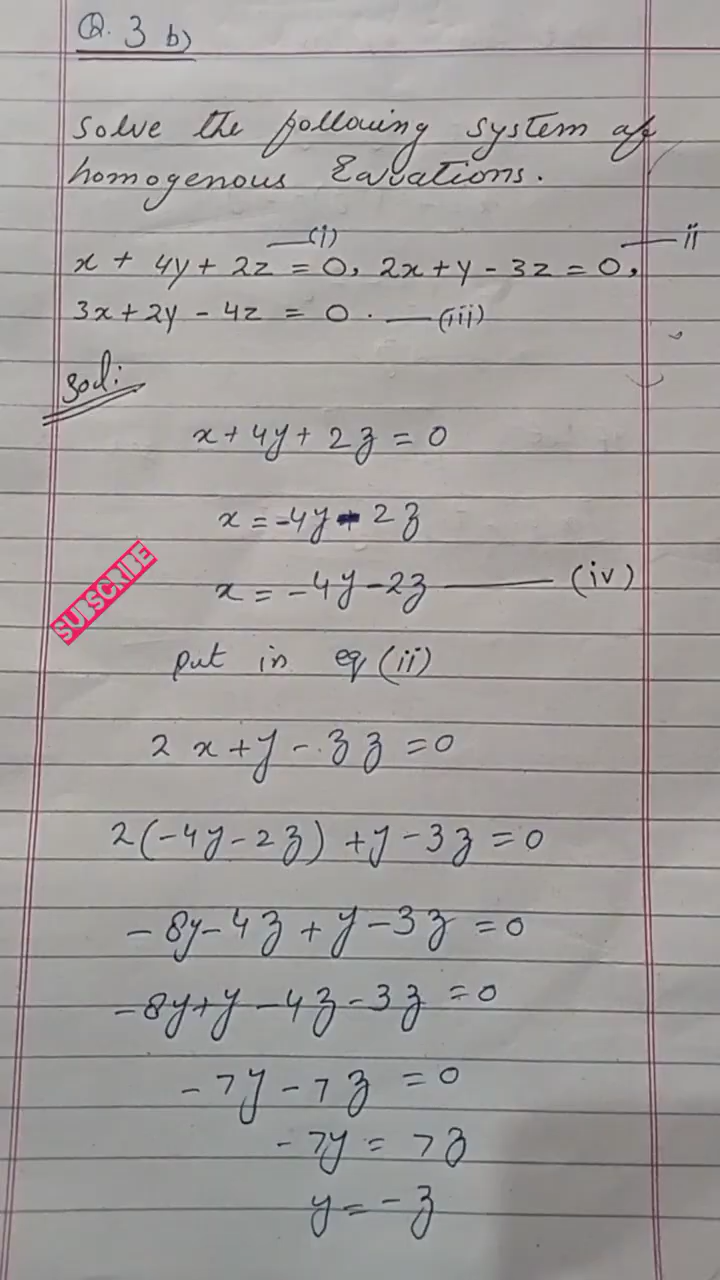 Q. 3 b)
Solve the following system of
homogenous Equations.
x + 4y + 2z = 0, —(i) 2x + y - 3z = 0, — ii
3x + 2y - 4z = 0. — (iii)
Sol:
x + 4y + 2z = 0
x = -4y - 2z
x = -4y - 2z —— (iv)
SUBSCRIBE
put in eq (ii)
2x + y - 3z = 0
2(-4y - 2z) + y - 3z = 0
-8y - 4z + y - 3z = 0
-8y + y - 4z - 3z = 0
-7y - 7z = 0
-7y = 7z
y = -z